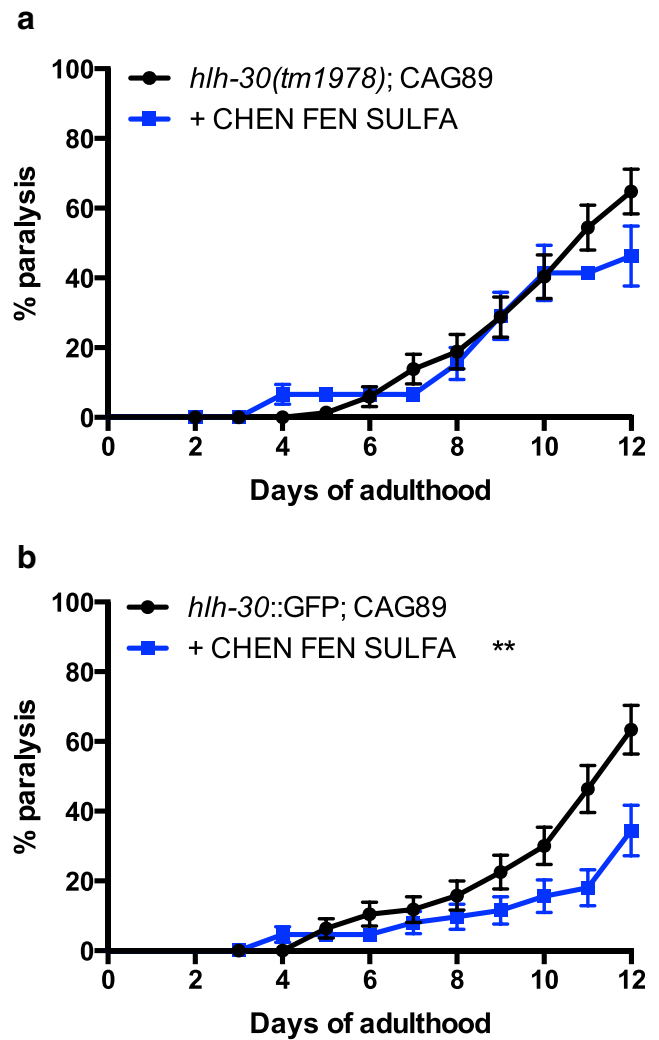 a
hlh-30(tm1978); CAG89
+ CHEN FEN SULFA
% paralysis
100
80
60
40
20
0
0 2 4 6 8 10 12
Days of adulthood
b
hlh-30::GFP; CAG89
+ CHEN FEN SULFA **
% paralysis
100
80
60
40
20
0
0 2 4 6 8 10 12
Days of adulthood